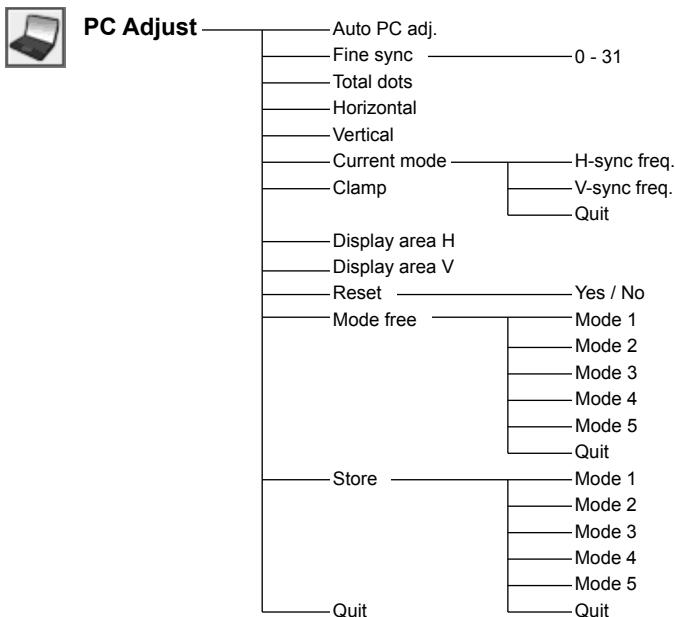 PC Adjust
Auto PC adj.
Fine sync 0 - 31
Total dots
Horizontal
Vertical
Current mode H-sync freq.
Clamp V-sync freq.
Quit
Display area H
Display area V
Reset Yes / No
Mode free Mode 1
Mode 2
Mode 3
Mode 4
Mode 5
Quit
Store Mode 1
Mode 2
Mode 3
Mode 4
Mode 5
Quit Quit